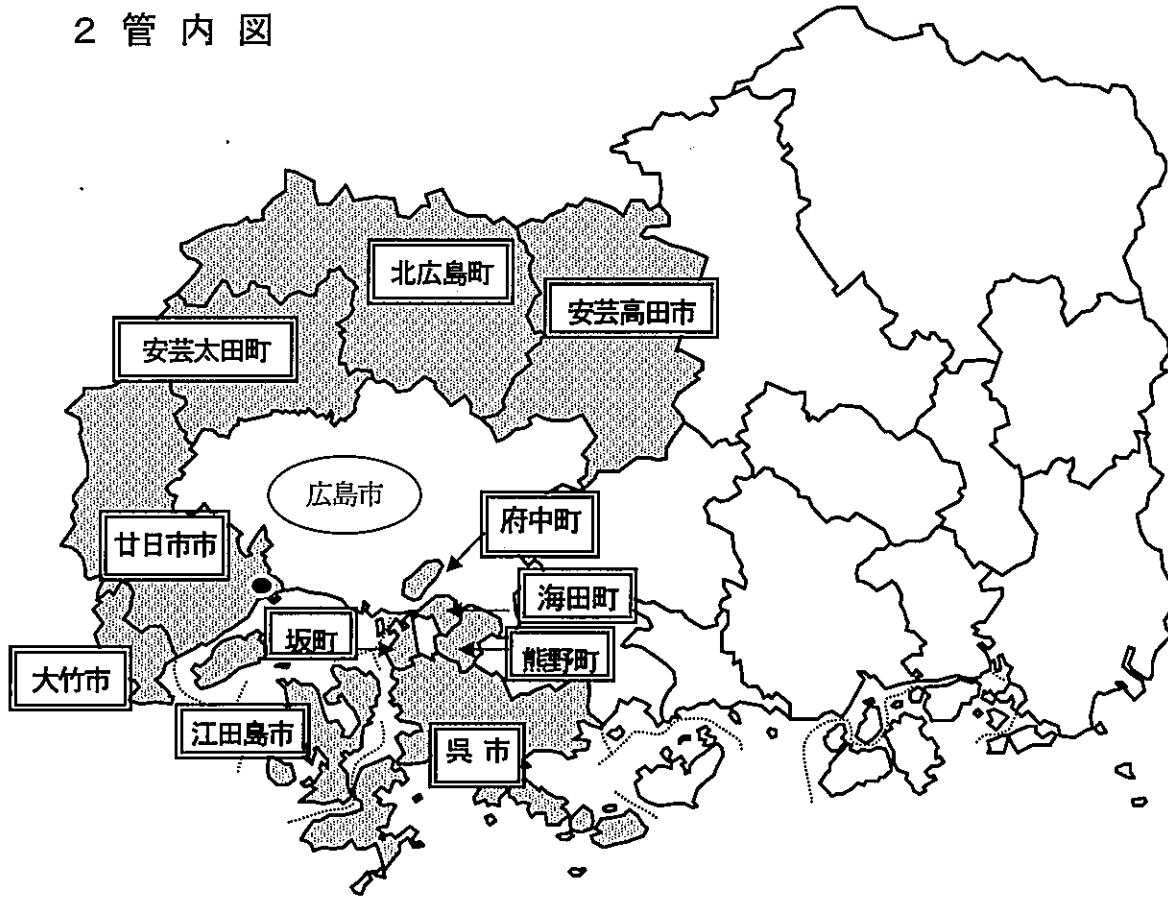 2 管 内 図
北広島町
安芸高田市
安芸太田町
広島市
府中町
廿日市市
海田町
坂町
熊野町
大竹市
江田島市
呉 市